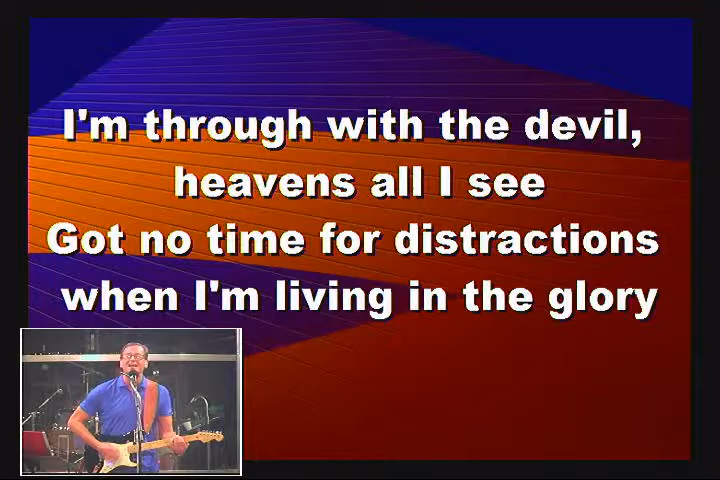 I'm through with the devil,
heavens all I see
Got no time for distractions
when I'm living in the glory